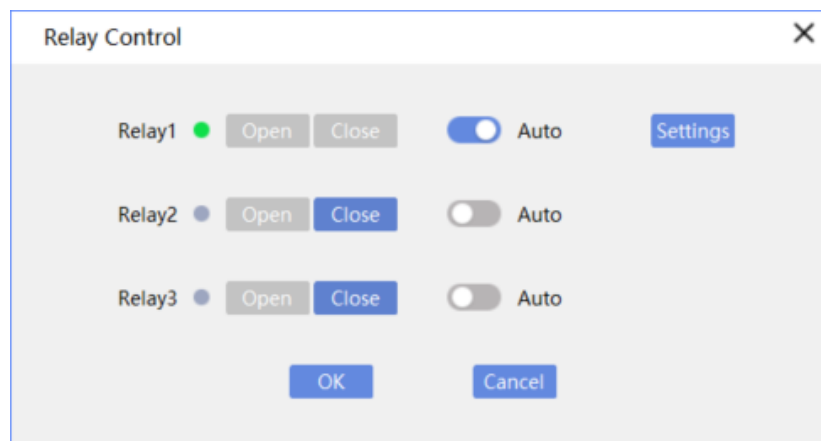 Relay Control
Relay1 Open Close Auto Settings
Relay2 Open Close Auto
Relay3 Open Close Auto
OK Cancel